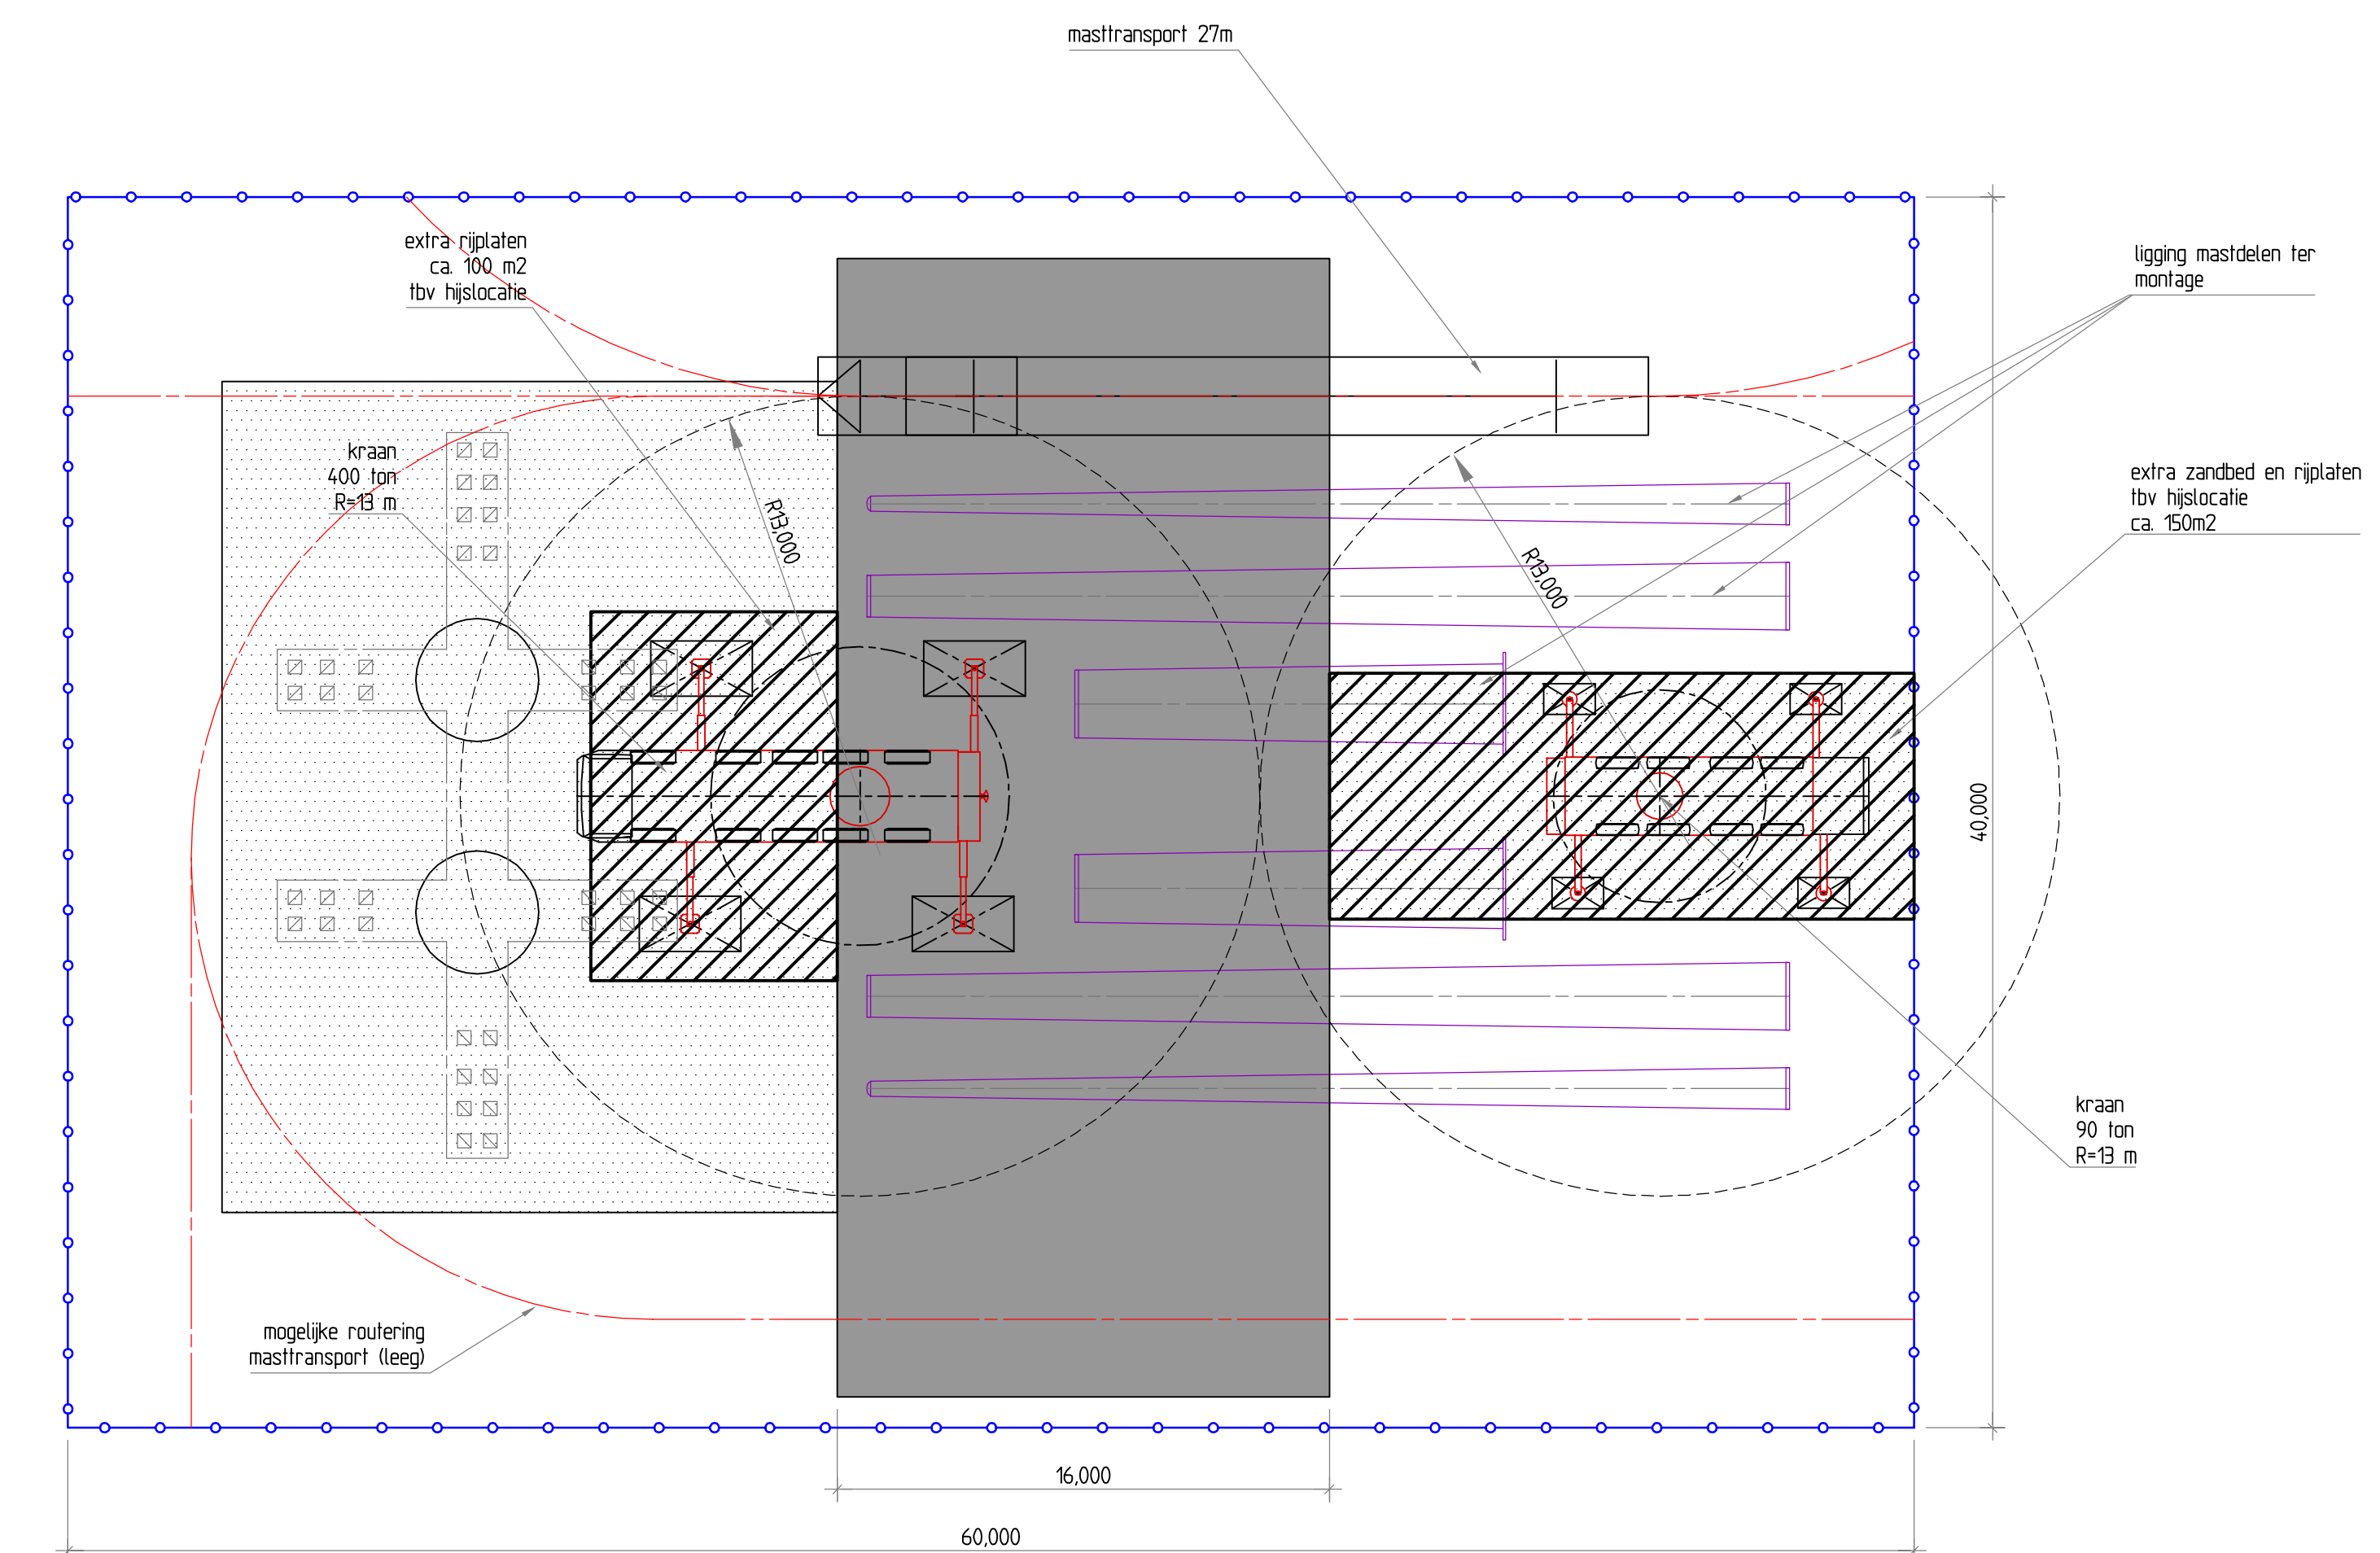 masttransport 27m
extra rijplaten
ca. 100 m2
tbv hijslocatie
ligging mastdelen ter
montage
kraan
400 ton
R=13 m
extra zandbed en rijplaten
tbv hijslocatie
ca. 150m2
R13,000
R13,000
40,000
kraan
90 ton
R=13 m
mogelijke routering
masttransport (leeg)
16,000
60,000